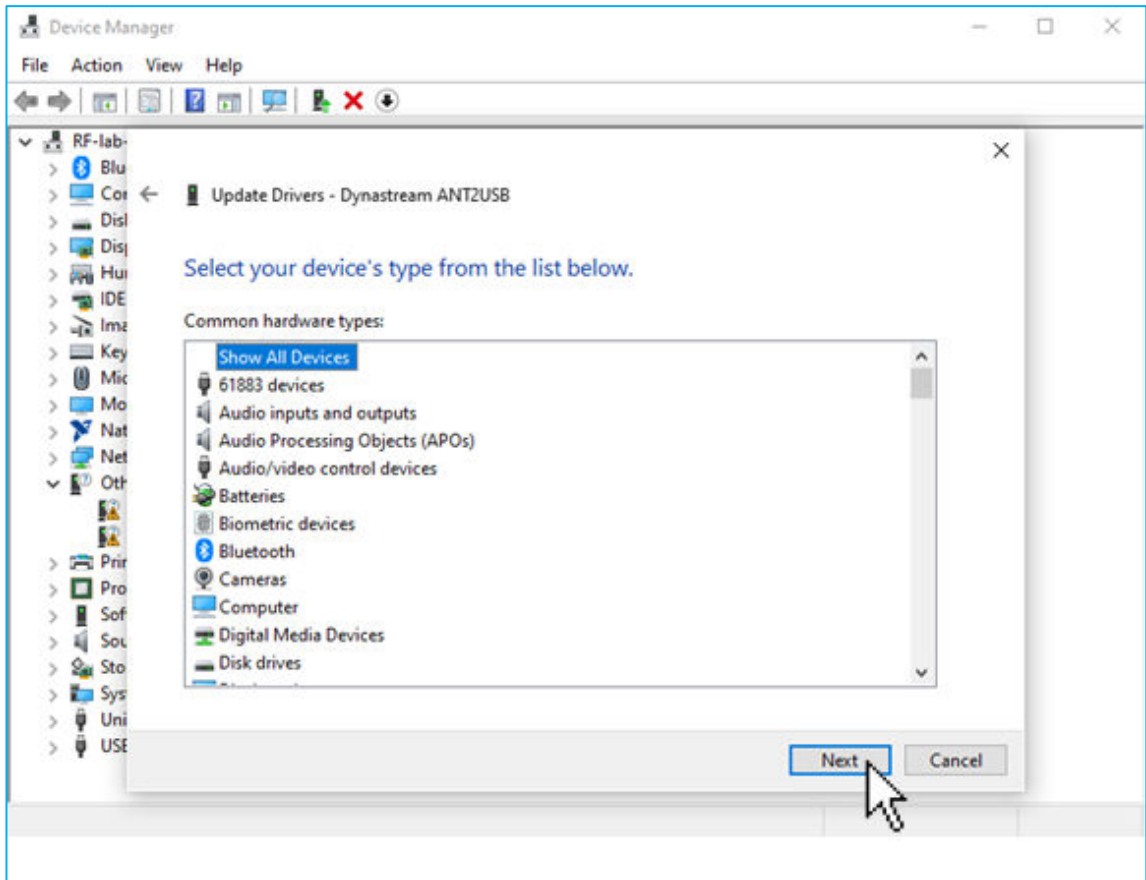 Device Manager
File Action View Help
RF-lab-
Blu
Cor
Disl
Disp
Hur
IDE
Ima
Key
Mic
Mo
Nat
Net
Oth
Prin
Pro
Sof
Sou
Sto
Sys
Uni
USE
Update Drivers - Dynastream ANT2USB
Select your device's type from the list below.
Common hardware types:
Show All Devices
61883 devices
Audio inputs and outputs
Audio Processing Objects (APOs)
Audio/video control devices
Batteries
Biometric devices
Bluetooth
Cameras
Computer
Digital Media Devices
Disk drives
Next Cancel